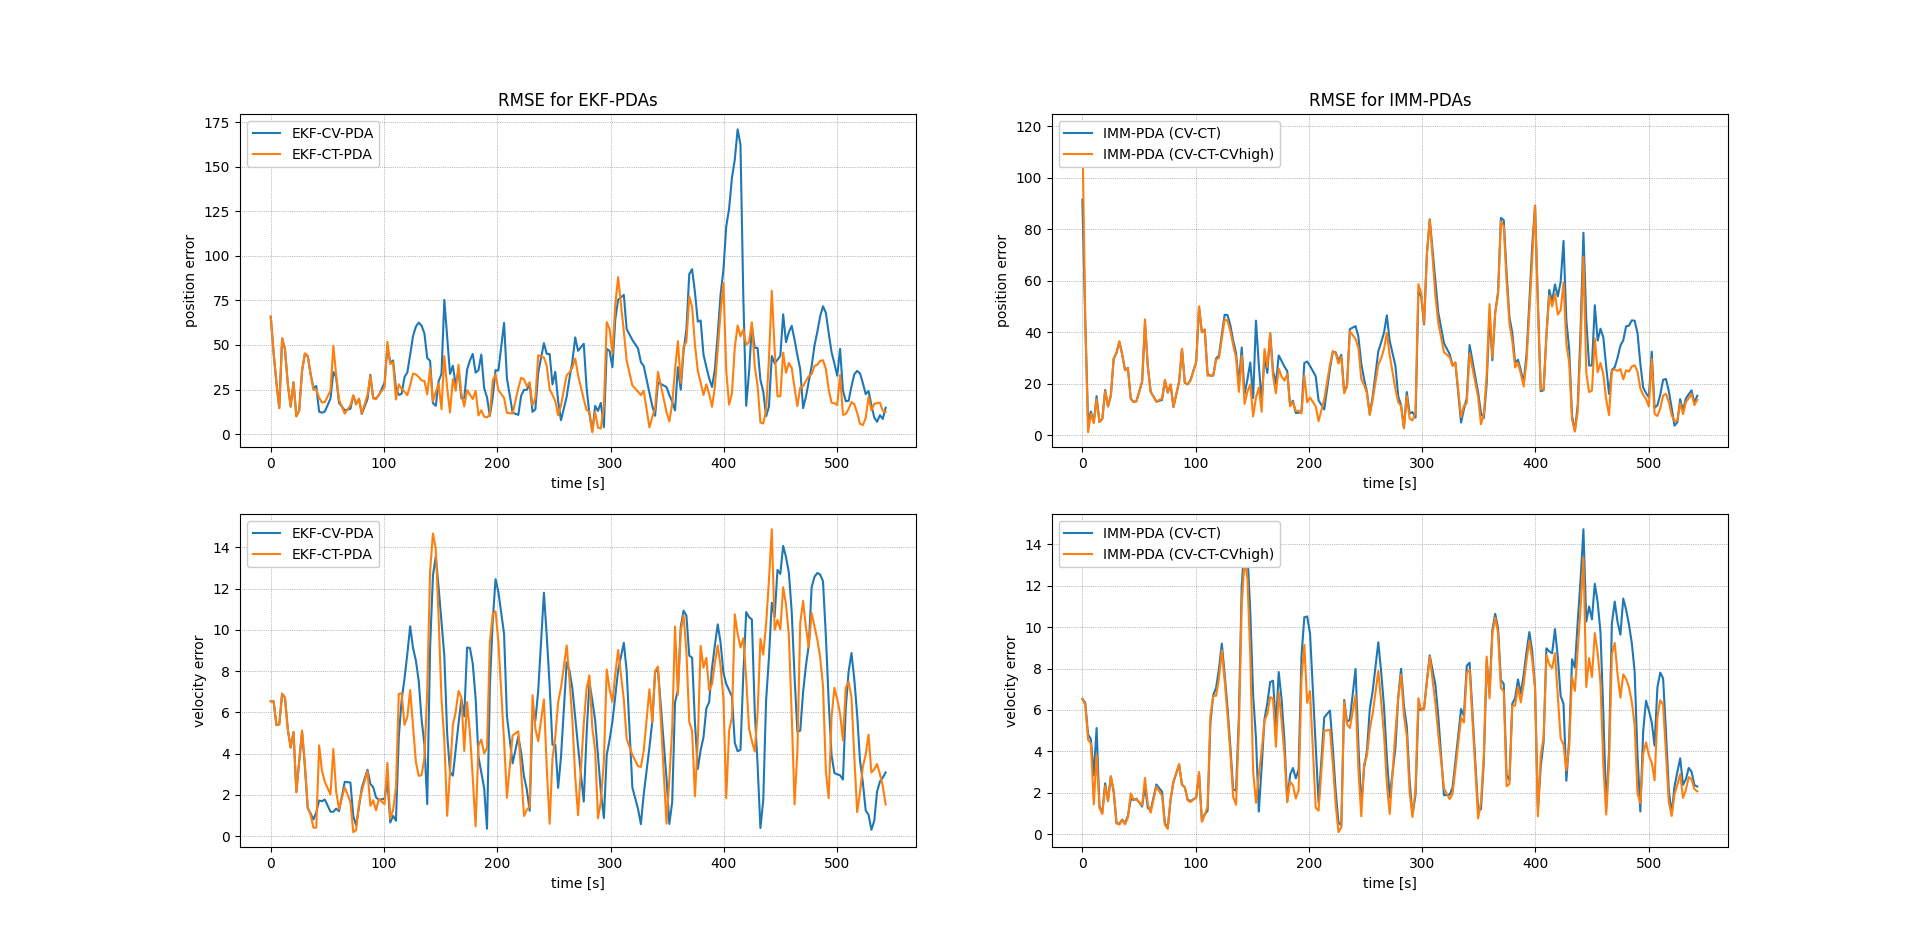 RMSE for EKF-PDAs
175
150
125
100
75
50
25
0
position error
EKF-CV-PDA
EKF-CT-PDA
0 100 200 300 400 500
time [s]
RMSE for IMM-PDAs
120
100
80
60
40
20
0
position error
IMM-PDA (CV-CT)
IMM-PDA (CV-CT-CVhigh)
0 100 200 300 400 500
time [s]
14
12
10
8
6
4
2
0
velocity error
EKF-CV-PDA
EKF-CT-PDA
0 100 200 300 400 500
time [s]
14
12
10
8
6
4
2
0
velocity error
IMM-PDA (CV-CT)
IMM-PDA (CV-CT-CVhigh)
0 100 200 300 400 500
time [s]